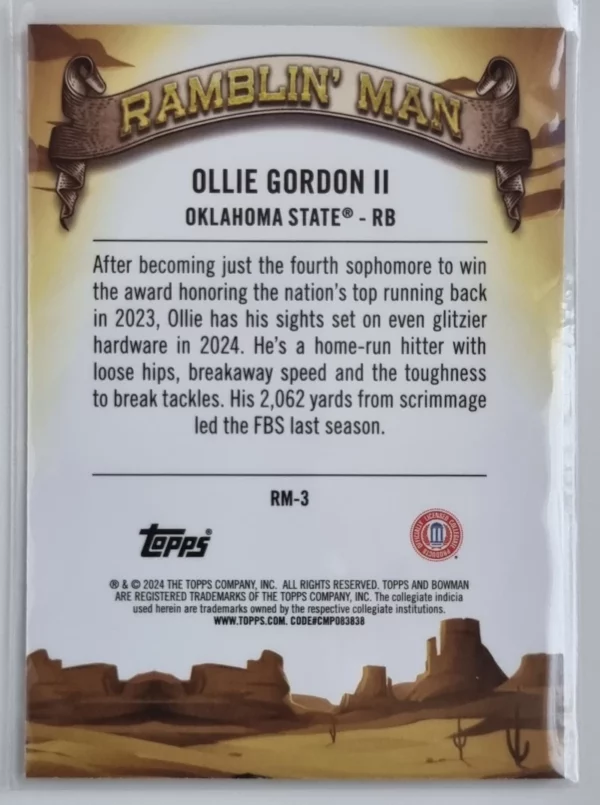 RAMBLIN' MAN
OLLIE GORDON II
OKLAHOMA STATE® - RB
After becoming just the fourth sophomore to win
the award honoring the nation's top running back
in 2023, Ollie has his sights set on even glitzier
hardware in 2024. He's a home-run hitter with
loose hips, breakaway speed and the toughness
to break tackles. His 2,062 yards from scrimmage
led the FBS last season.
RM-3
Topps®
OFFICIALLY LICENSED COLLEGIATE PRODUCTS
® & © 2024 THE TOPPS COMPANY, INC. ALL RIGHTS RESERVED. TOPPS AND BOWMAN
ARE REGISTERED TRADEMARKS OF THE TOPPS COMPANY, INC. The collegiate indicia
used herein are trademarks owned by the respective collegiate institutions.
WWW.TOPPS.COM. CODE#CMP083838